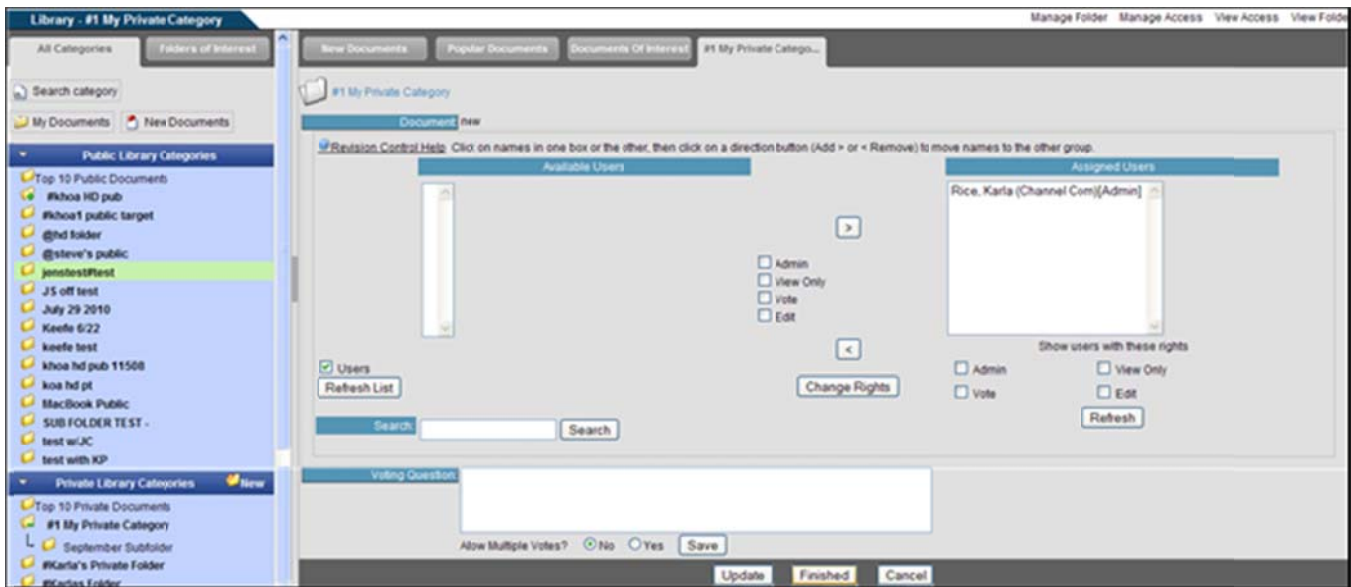 Library - #1 My Private Category
Manage Folder Manage Access View Access View Folde
All Categories
Folders of Interest
New Documents
Popular Documents
Documents Of Interest
#1 My Private Catego...
Search category
My Documents
New Documents
Public Library Categories
Top 10 Public Documents
#khoa HD pub
#khoa1 public target
@hd folder
@steve's public
jonstest#test
JS off test
July 29 2010
Keefe 6/22
keefe test
khoa hd pub 11508
koa hd pt
MacBook Public
SUB FOLDER TEST -
test w/JC
test with KP
Private Library Categories
New
Top 10 Private Documents
#1 My Private Category
September Subfolder
#Karla's Private Folder
#Karlas Folder
#1 My Private Category
Document: new
Revision Control Help Click on names in one box or the other, then click on a direction button (Add > or < Remove) to move names to the other group.
Available Users
Assigned Users
Rice, Karla (Channel Com)[Admin]
>
Admin
View Only
Vote
Edit
<
Change Rights
Users
Refresh List
Show users with these rights
Admin
View Only
Vote
Edit
Refresh
Search:
Search
Voting Question:
Allow Multiple Votes? No Yes Save
Update
Finished
Cancel